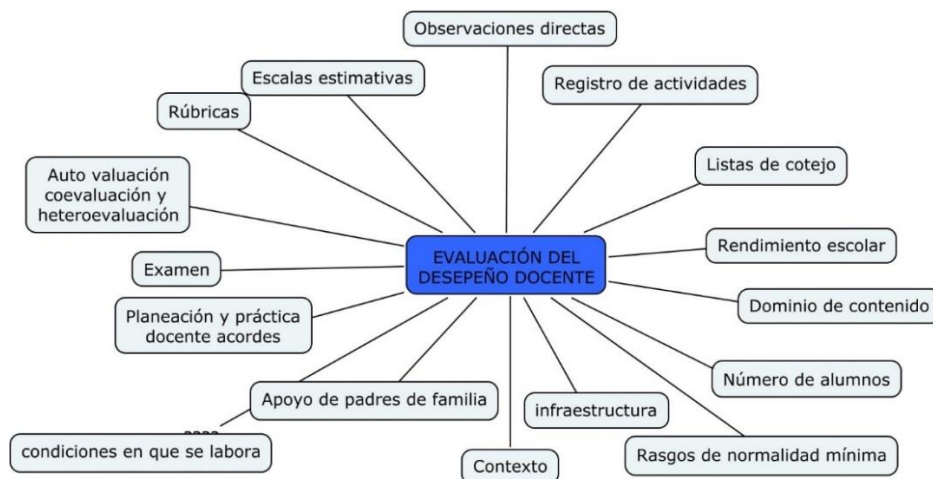 Observaciones directas
Escalas estimativas
Registro de actividades
Rúbricas
Listas de cotejo
Auto valuación
coevaluación y
heteroevaluación
EVALUACIÓN DEL
DESEPEÑO DOCENTE
Rendimiento escolar
Examen
Dominio de contenido
Planeación y práctica
docente acordes
Número de alumnos
Apoyo de padres de familia
infraestructura
condiciones en que se labora
Contexto
Rasgos de normalidad mínima